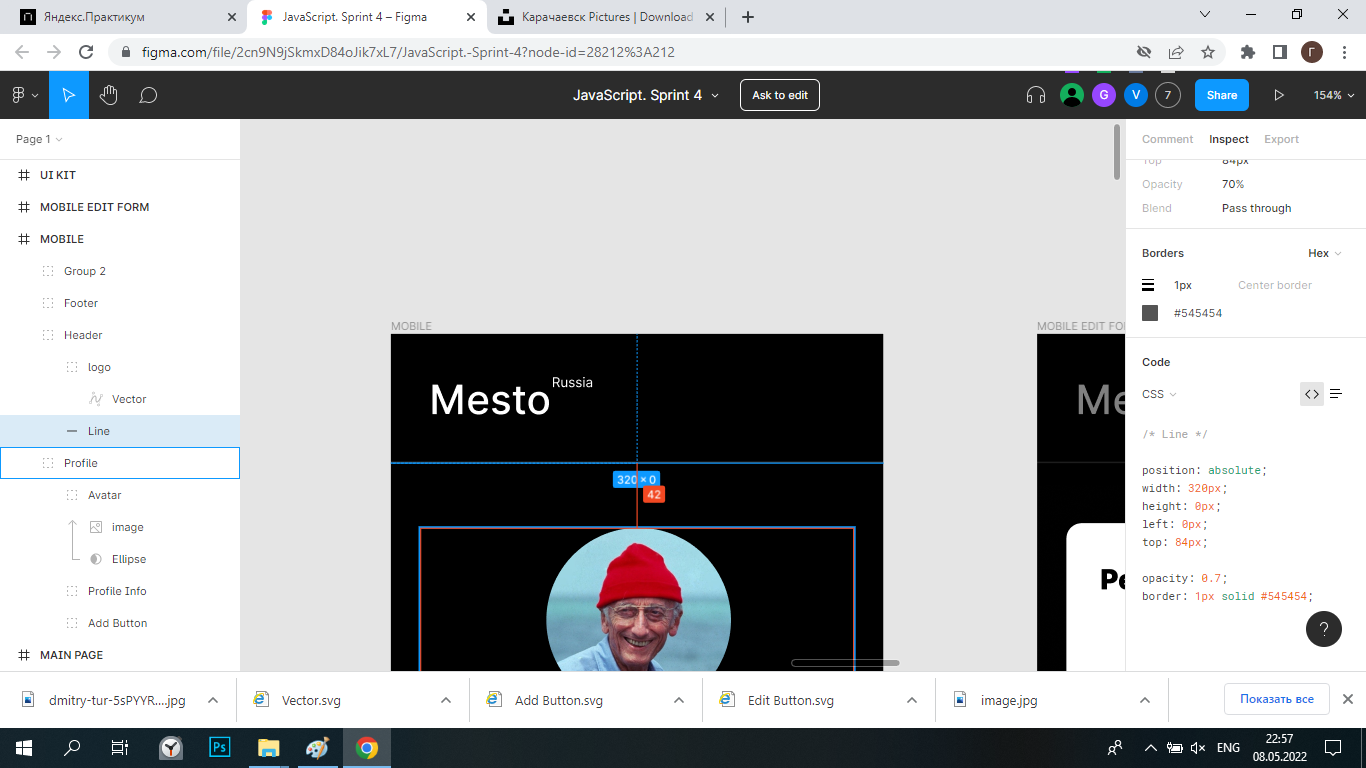 Яндекс.Практикум
JavaScript. Sprint 4 – Figma
Карачаевск Pictures | Download
figma.com/file/2cn9N9jSkmxD84oJik7xL7/JavaScript.-Sprint-4?node-id=28212%3A212
Г
JavaScript. Sprint 4
Ask to edit
G
V
7
Share
154%
Page 1
Comment
Inspect
Export
UI KIT
MOBILE EDIT FORM
MOBILE
Group 2
Footer
Header
logo
Vector
Line
Profile
Avatar
image
Ellipse
Profile Info
Add Button
MAIN PAGE
MOBILE
Mesto
Russia
320 × 0
42
MOBILE EDIT FO
Me
Ре
Top 84px
Opacity 70%
Blend Pass through
Borders Hex
1px Center border
#545454
Code
CSS
/* Line */
position: absolute;
width: 320px;
height: 0px;
left: 0px;
top: 84px;
opacity: 0.7;
border: 1px solid #545454;
?
dmitry-tur-5sPYYR....jpg
Vector.svg
Add Button.svg
Edit Button.svg
image.jpg
Показать все
Ps
ENG
22:57
08.05.2022